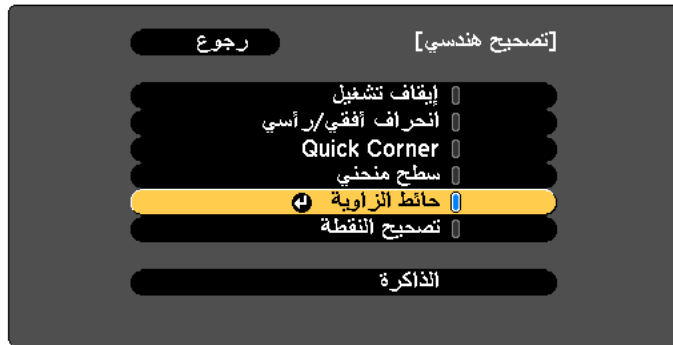 [تصحيح هندسي]
رجوع
إيقاف تشغيل
انحراف أفقي/رأسي
Quick Corner
سطح منحني
حائط الزاوية
تصحيح النقطة
الذاكرة